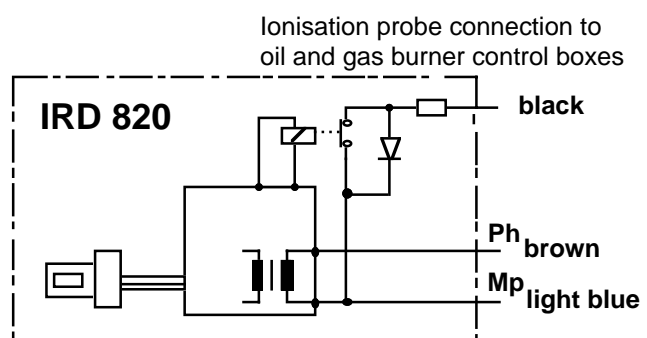 Ionisation probe connection to
oil and gas burner control boxes
IRD 820
black
Ph
brown
Mp
light blue